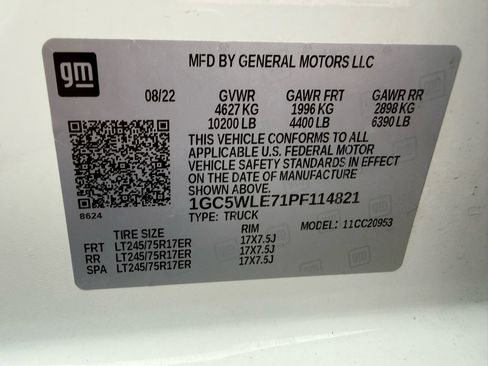 gm
MFD BY GENERAL MOTORS LLC
08/22 GVWR GAWR FRT GAWR RR
4627 KG 1996 KG 2898 KG
10200 LB 4400 LB 6390 LB
THIS VEHICLE CONFORMS TO ALL
APPLICABLE U.S. FEDERAL MOTOR
VEHICLE SAFETY STANDARDS IN EFFECT
ON THE DATE OF MANUFACTURE
SHOWN ABOVE.
8624
1GC5WLE71PF114821
TYPE: TRUCK MODEL: 11CC20953
TIRE SIZE RIM
FRT LT245/75R17ER 17X7.5J
RR LT245/75R17ER 17X7.5J
SPA LT245/75R17ER 17X7.5J